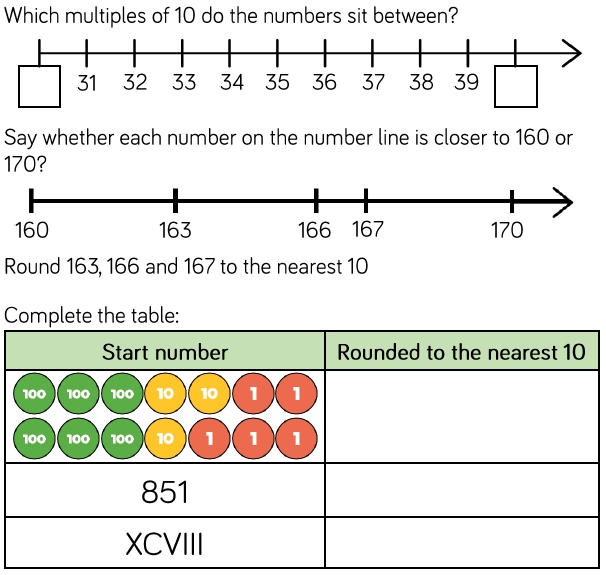 Which multiples of 10 do the numbers sit between?
31 32 33 34 35 36 37 38 39
Say whether each number on the number line is closer to 160 or
170?
160 163 166 167 170
Round 163, 166 and 167 to the nearest 10
Complete the table:
Start number Rounded to the nearest 10
100 100 100 10 10 1 1
100 100 100 10 1 1 1
851
XCVIII